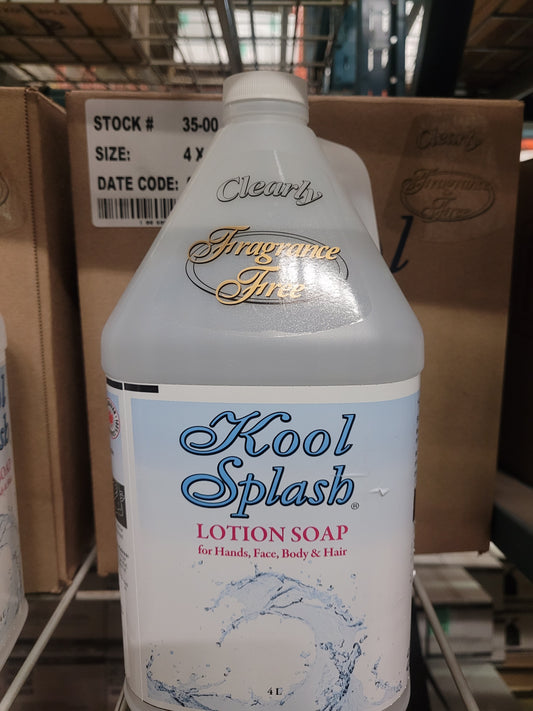 STOCK # 35-00
SIZE: 4 X
DATE CODE:
Clearly
Fragrance
Free
Clearly
Fragrance
Free
Kool
Splash®
LOTION SOAP
for Hands, Face, Body & Hair
4 L